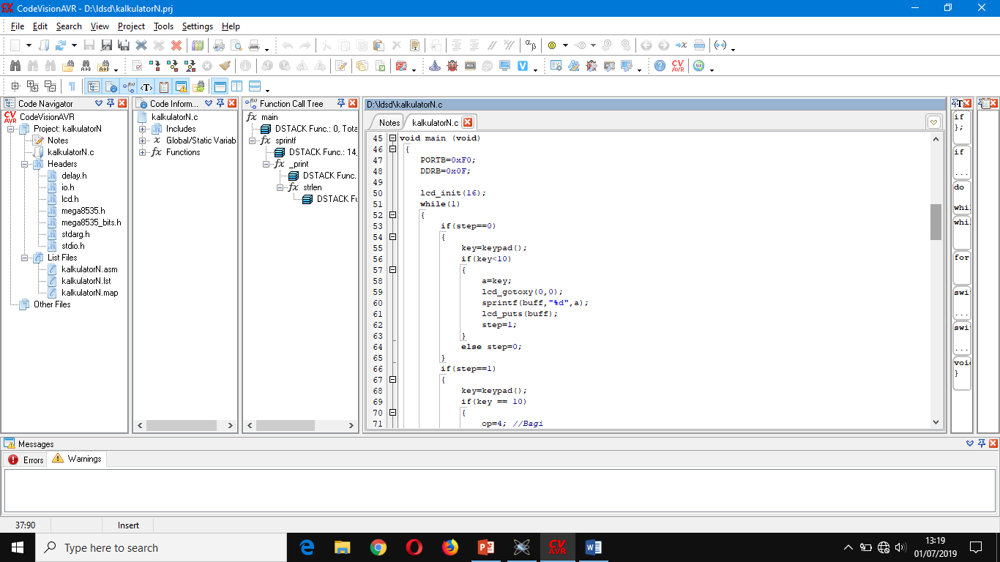 CodeVisionAVR - D:\ldsd\kalkulatorN.prj
File Edit Search View Project Tools Settings Help
Code Navigator
CodeVisionAVR
Project: kalkulatorN
Notes
kalkulatorN.c
Headers
delay.h
io.h
lcd.h
mega8535.h
mega8535_bits.h
stdarg.h
stdio.h
List Files
kalkulatorN.asm
kalkulatorN.lst
kalkulatorN.map
Other Files
Code Inform...
kalkulatorN.c
Includes
Global/Static Variab
Functions
Function Call Tree
main
DSTACK Func.: 0, Tota
sprintf
DSTACK Func.: 14,
_print
DSTACK Func.
strlen
DSTACK Fu
D:\ldsd\kalkulatorN.c
Notes kalkulatorN.c
45 void main (void)
46 {
47 PORTB=0xF0;
48 DDRB=0x0F;
49
50 lcd_init(16);
51 while(1)
52 {
53 if(step==0)
54 {
55 key=keypad();
56 if(key<10)
57 {
58 a=key;
59 lcd_gotoxy(0,0);
60 sprintf(buff,"%d",a);
61 lcd_puts(buff);
62 step=1;
63 }
64 else step=0;
65 }
66 if(step==1)
67 {
68 key=keypad();
69 if(key == 10)
70 {
71 op=4; //Bagi
if
};
if
...
do
whil
whil
for
swit
...
swit
...
void
}
Messages
Errors Warnings
37:90 Insert
Type here to search
13:19
01/07/2019